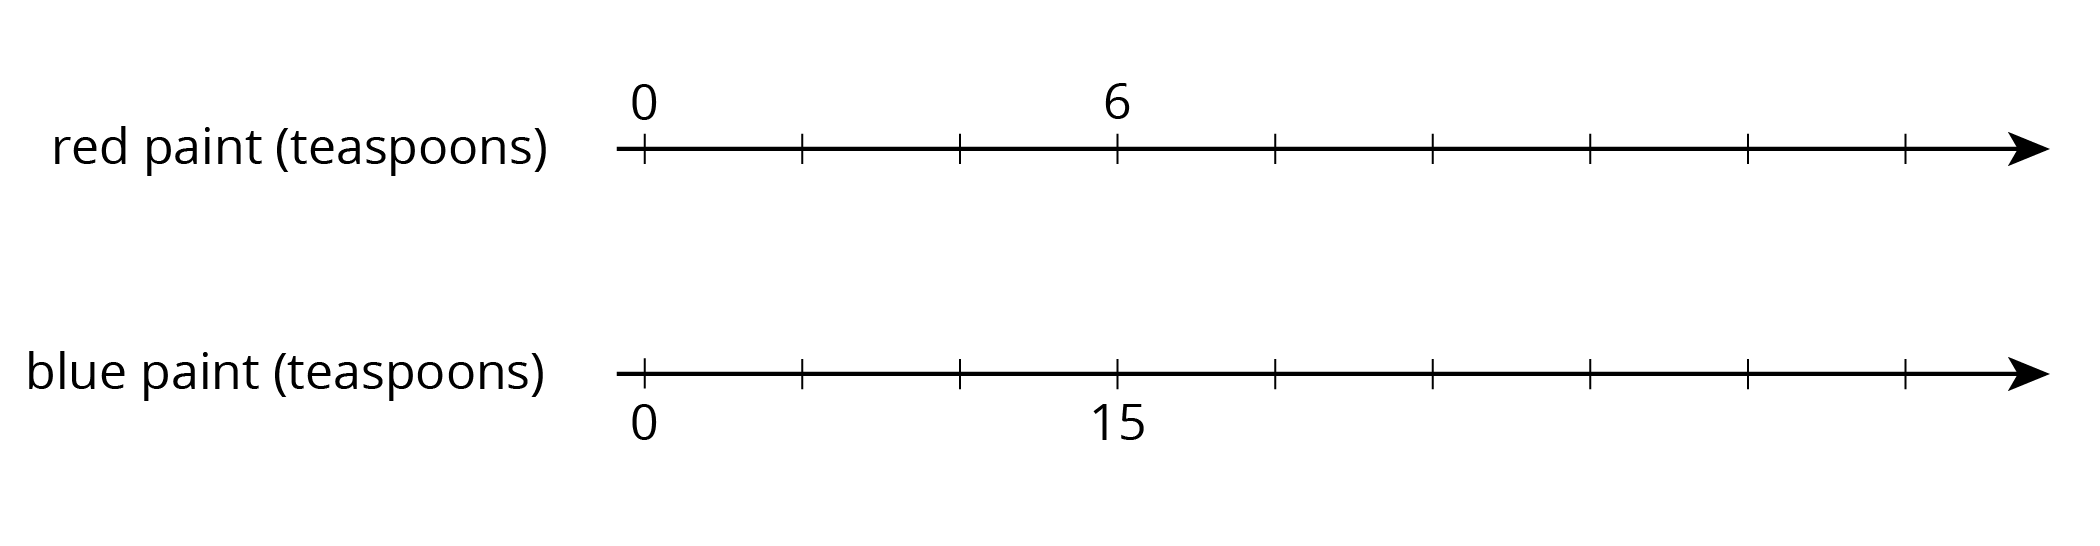 0 6
red paint (teaspoons)
blue paint (teaspoons)
0 15